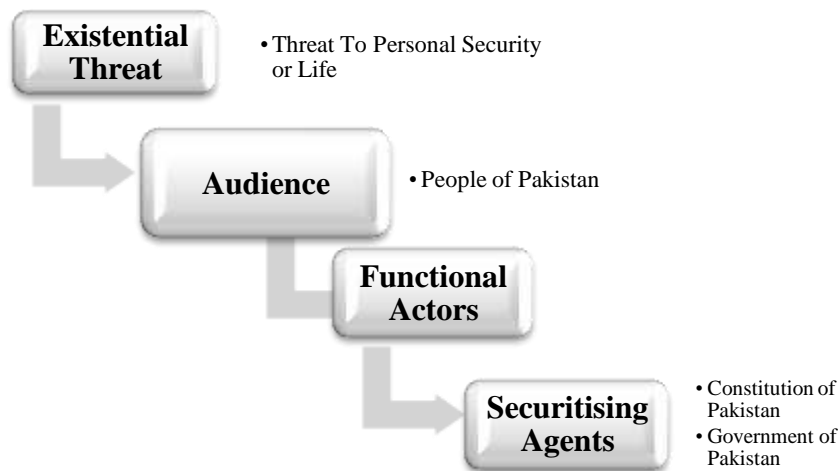 Existential
Threat
• Threat To Personal Security
or Life
Audience
• People of Pakistan
Functional
Actors
Securitising
Agents
• Constitution of
Pakistan
• Government of
Pakistan